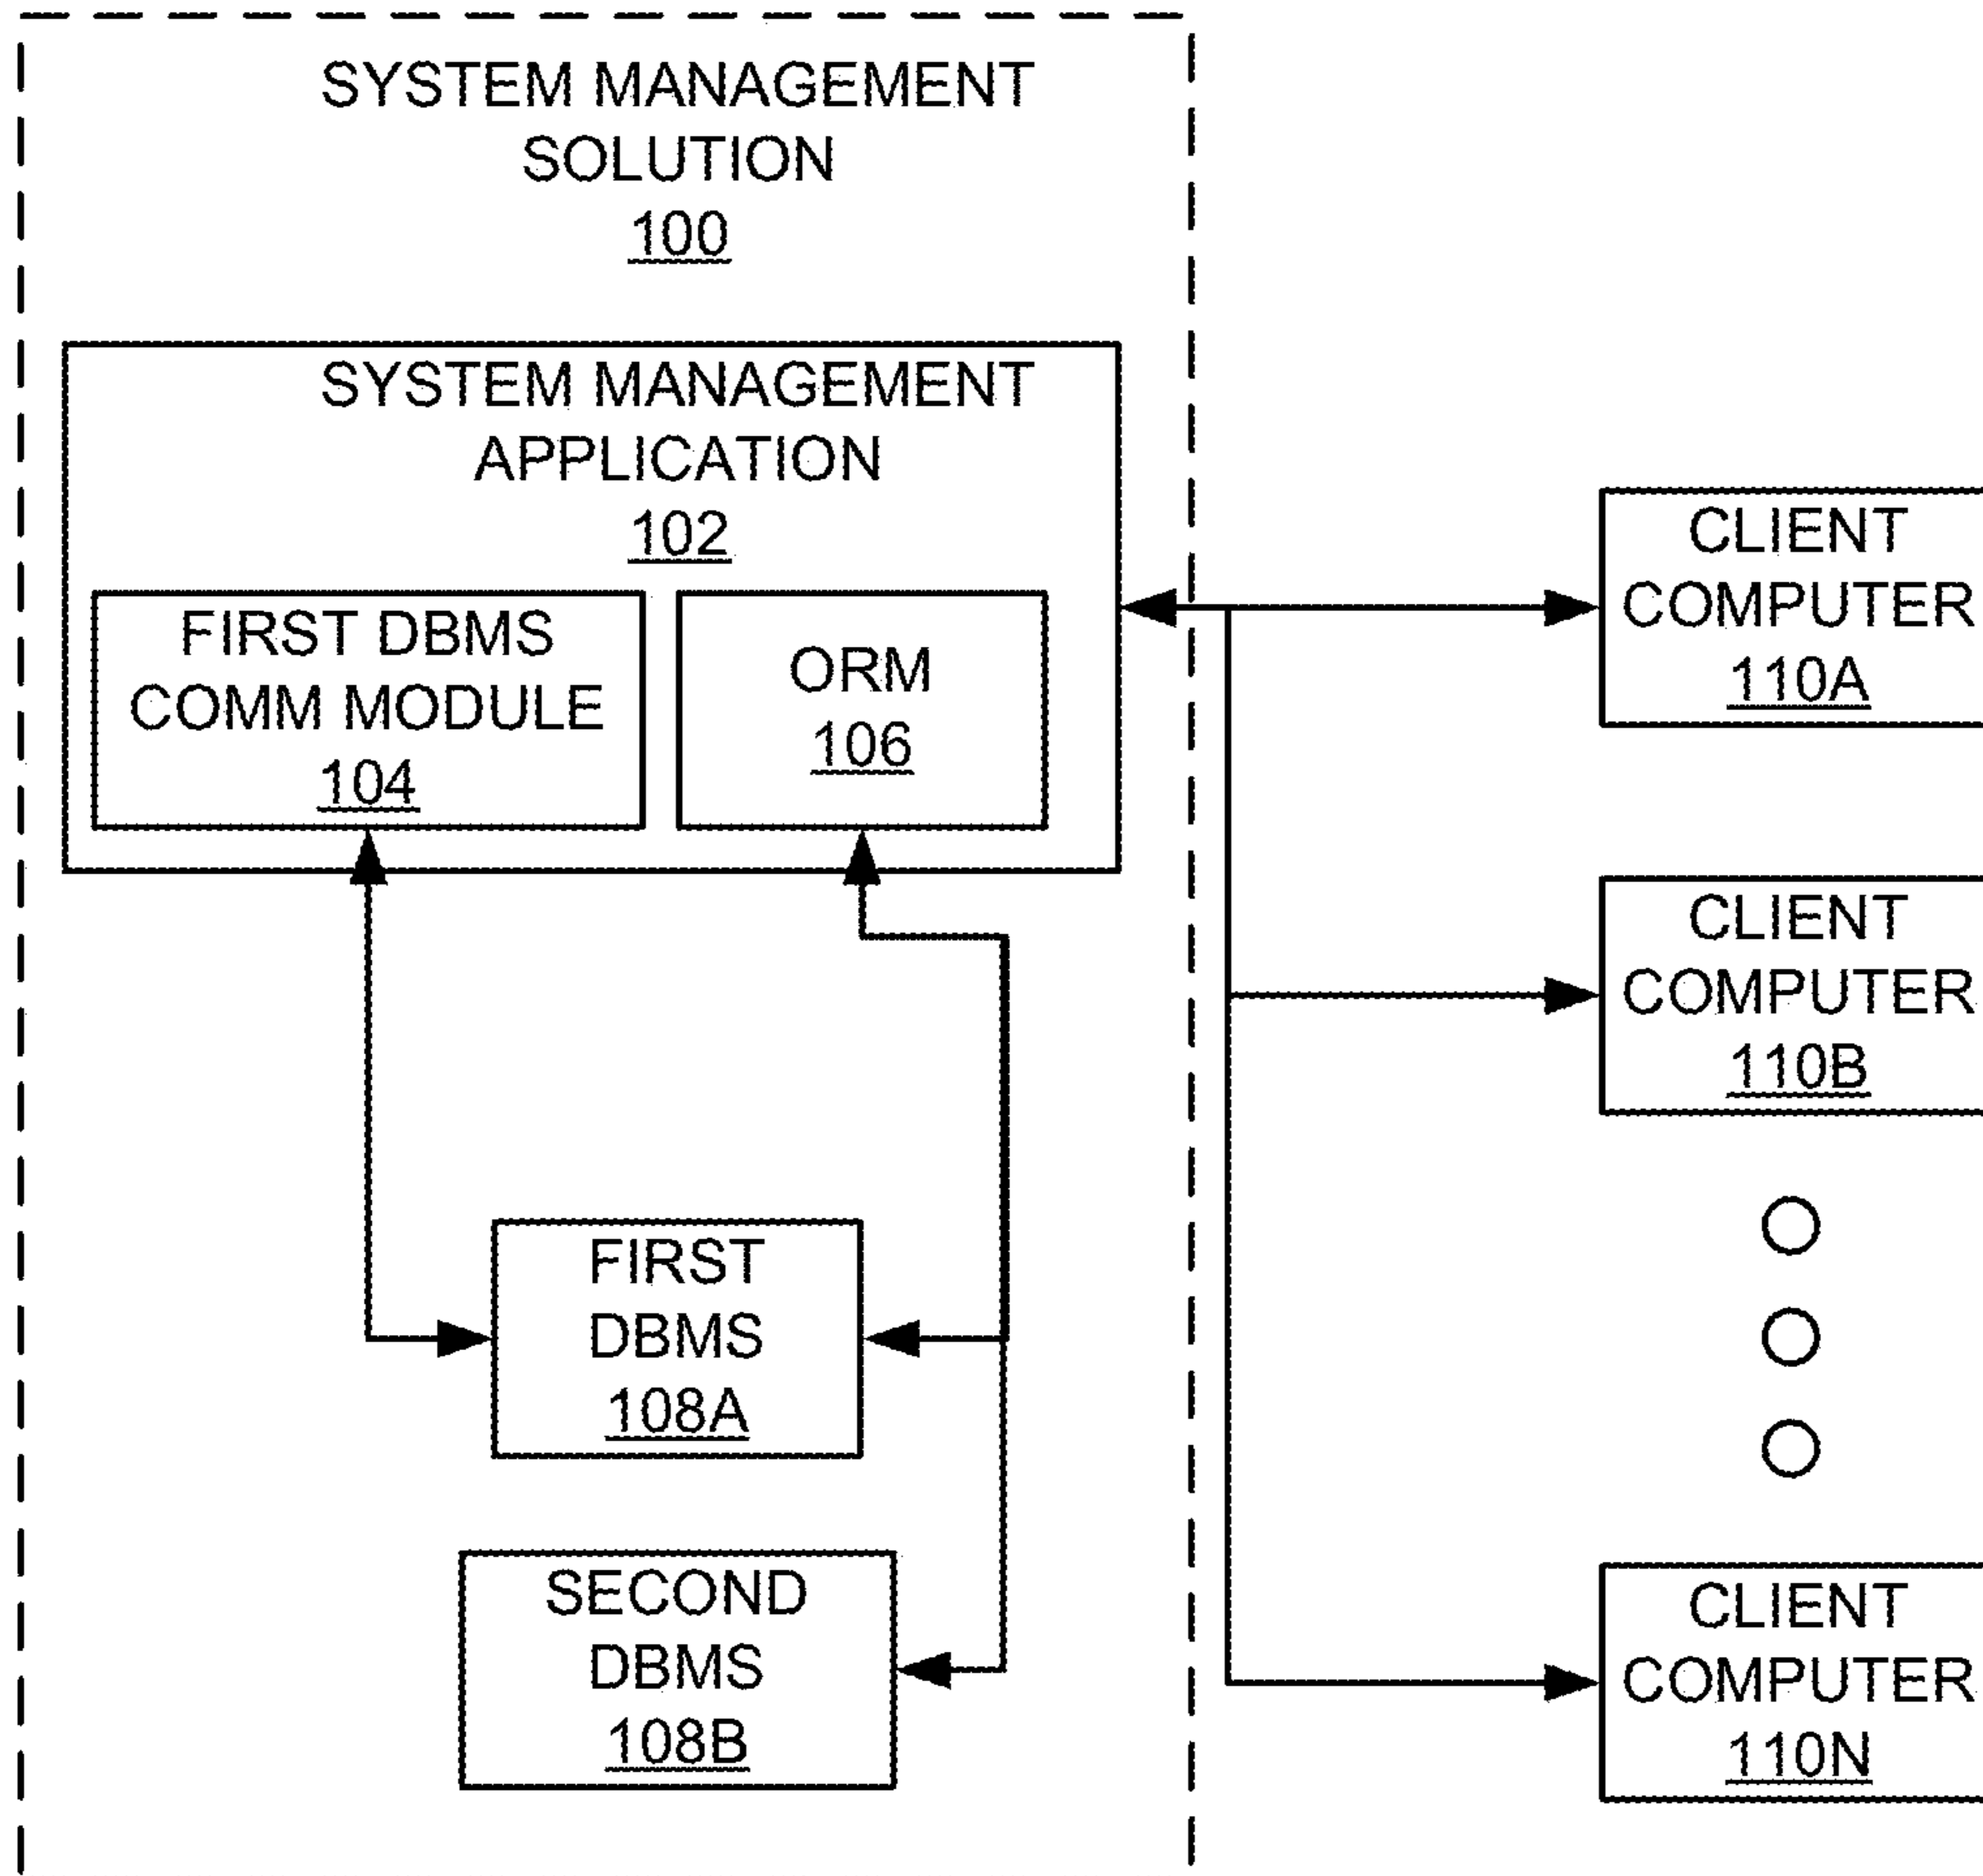 SYSTEM MANAGEMENT
SOLUTION
100
SYSTEM MANAGEMENT
APPLICATION
102
FIRST DBMS
COMM MODULE
104
ORM
106
CLIENT
COMPUTER
110A
CLIENT
COMPUTER
110B
FIRST
DBMS
108A
SECOND
DBMS
108B
CLIENT
COMPUTER
110N